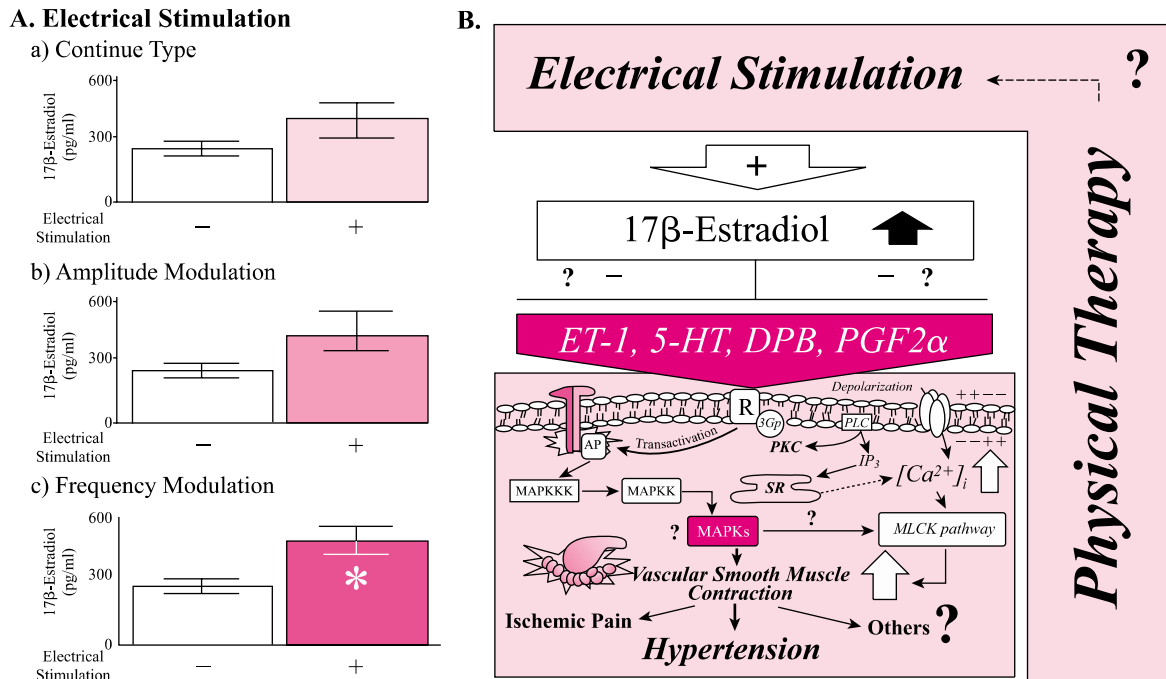 A. Electrical Stimulation
a) Continue Type
600
300
0
17β-Estradiol
(pg/ml)
Electrical
Stimulation
−
+
b) Amplitude Modulation
600
300
0
17β-Estradiol
(pg/ml)
Electrical
Stimulation
−
+
c) Frequency Modulation
600
300
0
17β-Estradiol
(pg/ml)
*
Electrical
Stimulation
−
+
B.
Electrical Stimulation
?
Physical Therapy
+
17β-Estradiol
? −
− ?
ET-1, 5-HT, DPB, PGF2α
Depolarization
++−−
R
3Gp
PLC
−−++
AP
Transactivation
PKC
IP3
SR
[Ca2+]i
MAPKKK
MAPKK
?
MAPKs
?
MLCK pathway
Vascular Smooth Muscle
Contraction
Ischemic Pain
Hypertension
Others ?